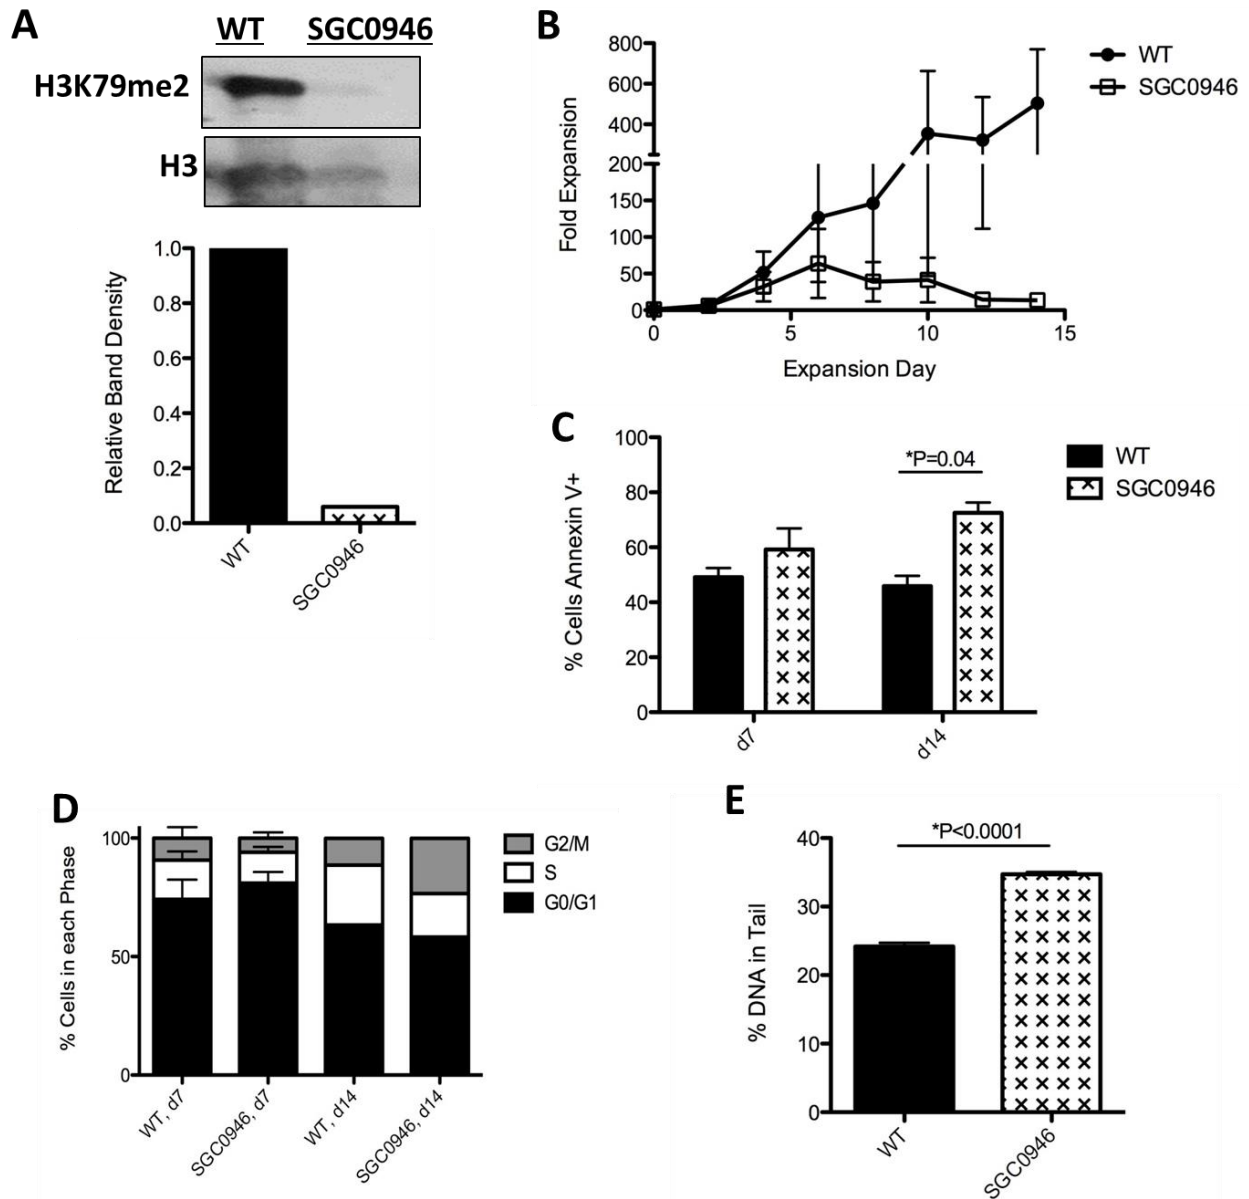 A
WT SGC0946
H3K79me2
H3
1.0
0.8
0.6
0.4
0.2
0.0
Relative Band Density
WT
SGC0946
B
800
600
400
200
150
100
50
0
Fold Expansion
0 5 10 15
Expansion Day
WT
SGC0946
C
100
80
60
40
20
0
% Cells Annexin V+
*P=0.04
d7
d14
WT
SGC0946
D
100
50
0
% Cells in each Phase
WT, d7
SGC0946, d7
WT, d14
SGC0946, d14
G2/M
S
G0/G1
E
*P<0.0001
40
30
20
10
0
% DNA in Tail
WT
SGC0946